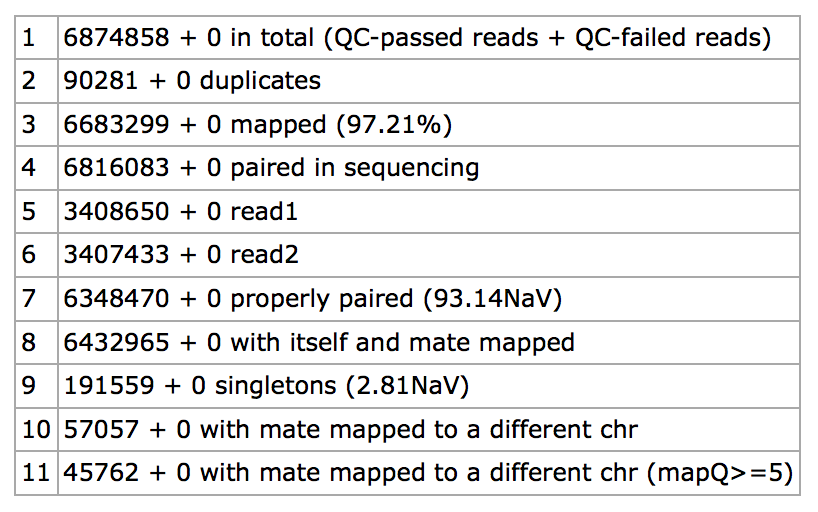 1 6874858 + 0 in total (QC-passed reads + QC-failed reads)
2 90281 + 0 duplicates
3 6683299 + 0 mapped (97.21%)
4 6816083 + 0 paired in sequencing
5 3408650 + 0 read1
6 3407433 + 0 read2
7 6348470 + 0 properly paired (93.14NaV)
8 6432965 + 0 with itself and mate mapped
9 191559 + 0 singletons (2.81NaV)
10 57057 + 0 with mate mapped to a different chr
11 45762 + 0 with mate mapped to a different chr (mapQ>=5)